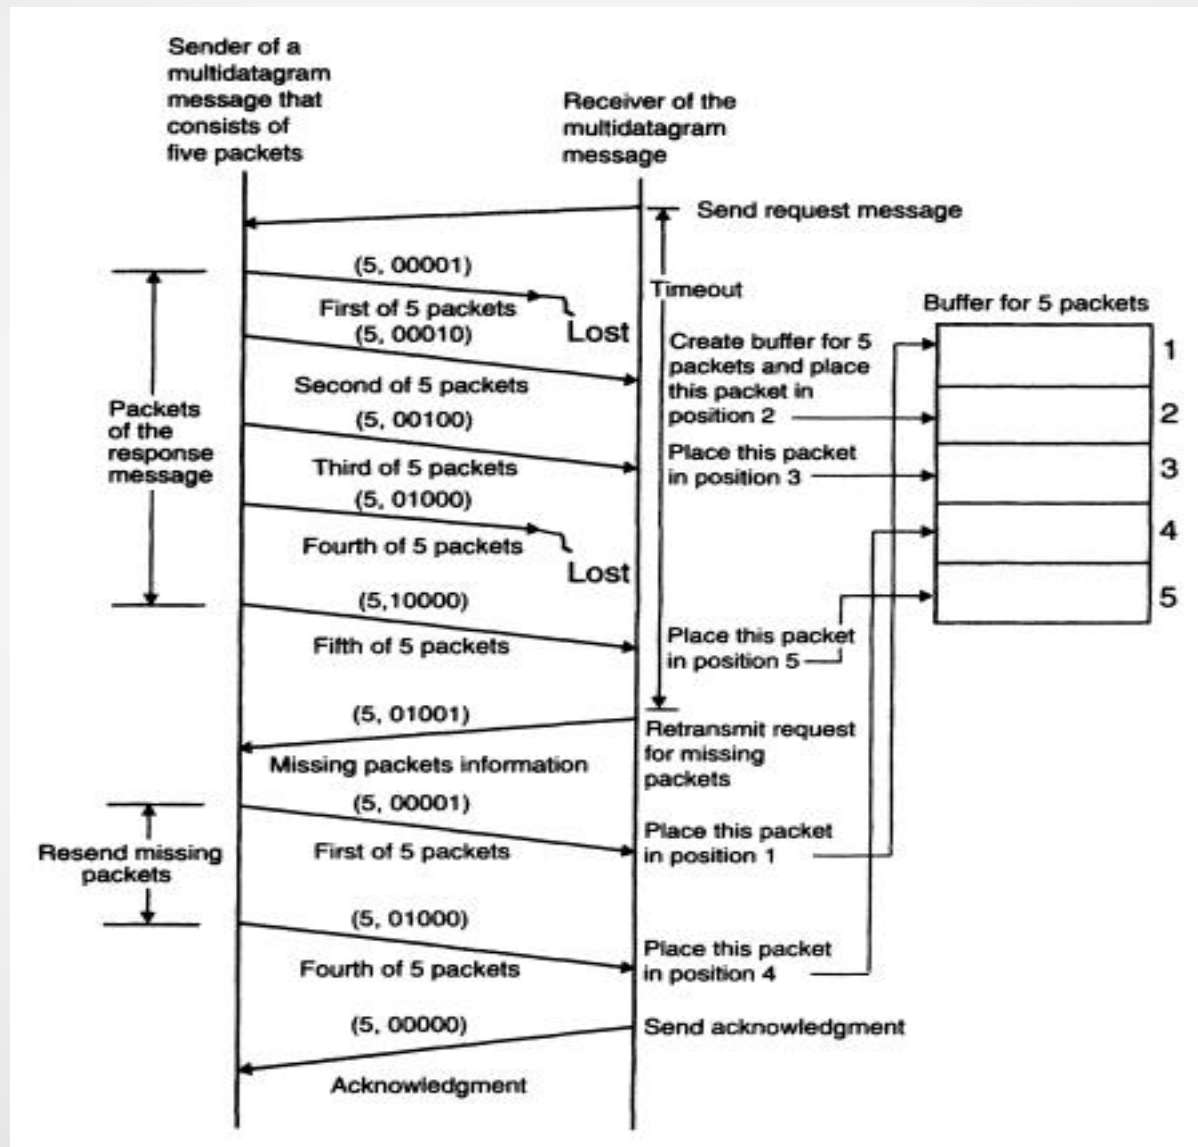 Sender of a
multidatagram
message that
consists of
five packets
Receiver of the
multidatagram
message
Send request message
(5, 00001)
First of 5 packets
Lost
Timeout
Buffer for 5 packets
(5, 00010)
Second of 5 packets
Create buffer for 5
packets and place
this packet in
position 2
1
2
3
4
5
Packets
of the
response
message
(5, 00100)
Third of 5 packets
Place this packet
in position 3
(5, 01000)
Fourth of 5 packets
Lost
(5,10000)
Fifth of 5 packets
Place this packet
in position 5
(5, 01001)
Missing packets information
Retransmit request
for missing
packets
Resend missing
packets
(5, 00001)
First of 5 packets
Place this packet
in position 1
(5, 01000)
Fourth of 5 packets
Place this packet
in position 4
(5, 00000)
Acknowledgment
Send acknowledgment